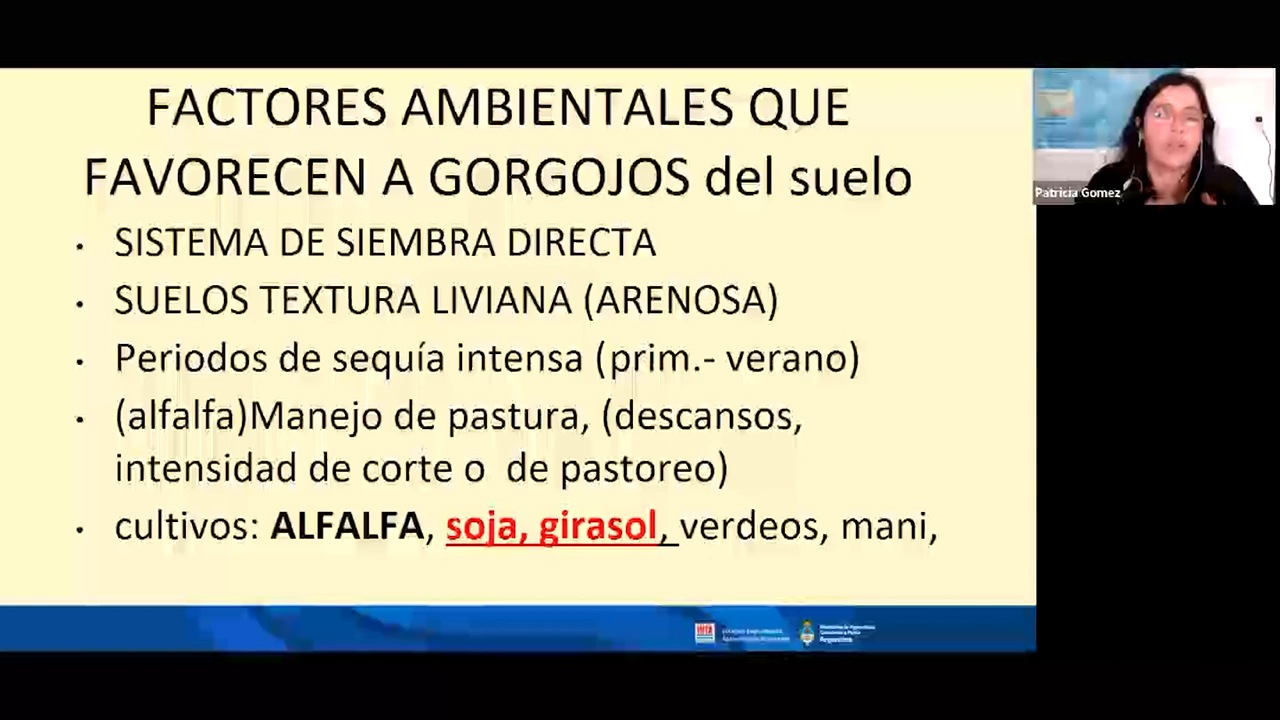 FACTORES AMBIENTALES QUE
FAVORECEN A GORGOJOS del suelo
• SISTEMA DE SIEMBRA DIRECTA
• SUELOS TEXTURA LIVIANA (ARENOSA)
• Periodos de sequía intensa (prim.- verano)
• (alfalfa)Manejo de pastura, (descansos,
intensidad de corte o de pastoreo)
• cultivos: ALFALFA, soja, girasol, verdeos, mani,
Patricia Gomez
INTA
Argentina